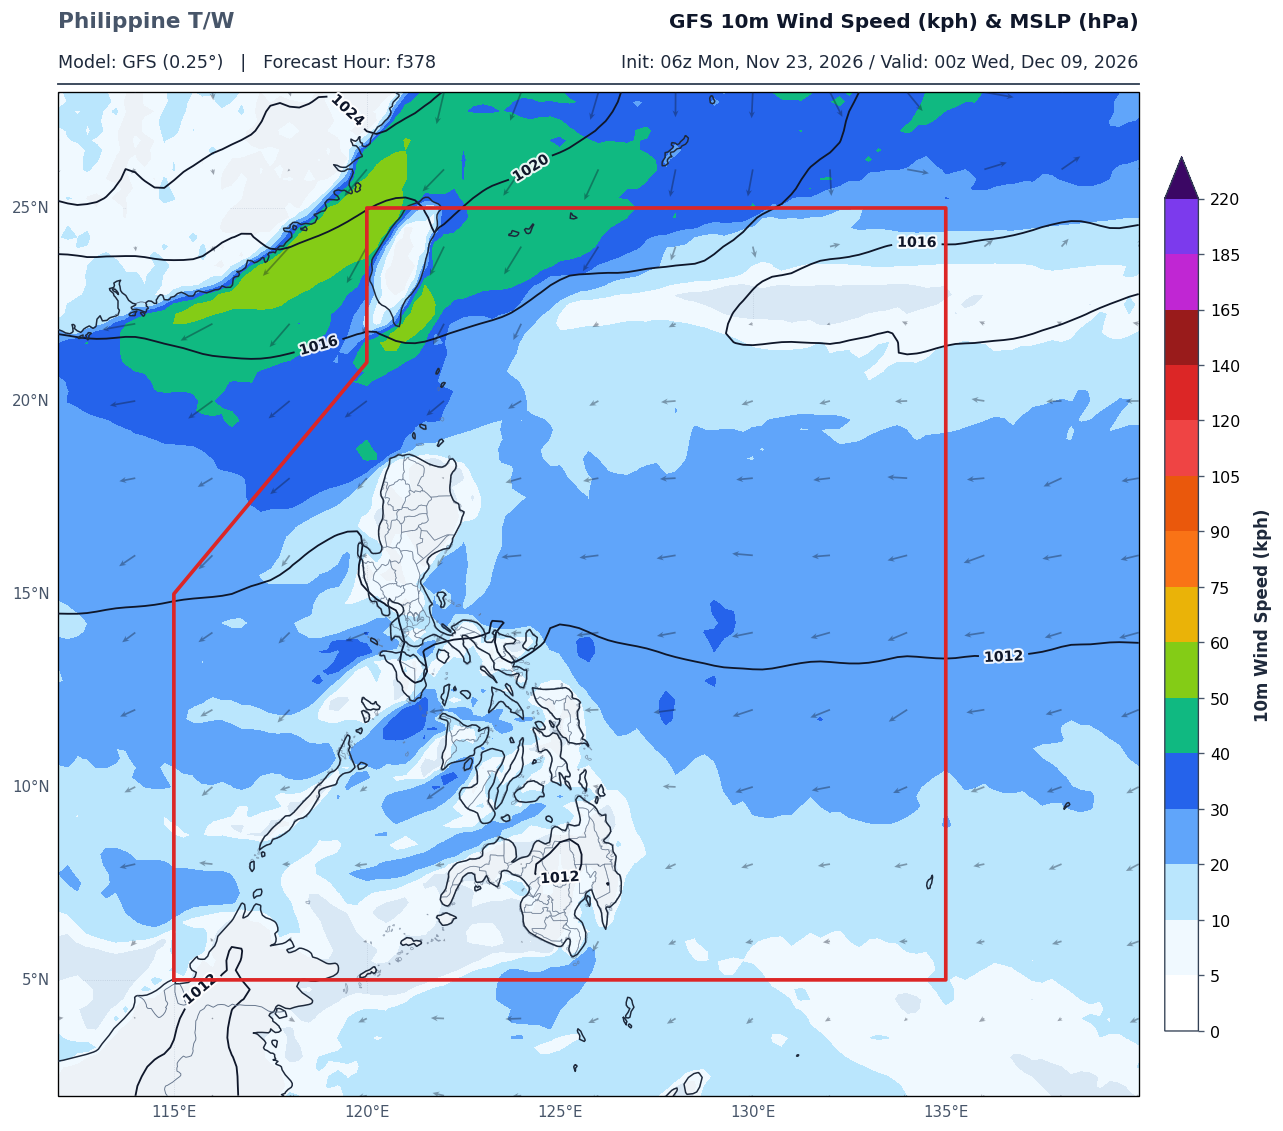 Philippine T/W
GFS 10m Wind Speed (kph) & MSLP (hPa)
Model: GFS (0.25°) | Forecast Hour: f378
Init: 06z Mon, Nov 23, 2026 / Valid: 00z Wed, Dec 09, 2026
1024
1020
1016
1016
1012
1012
1012
25°N
20°N
15°N
10°N
5°N
115°E
120°E
125°E
130°E
135°E
220
185
165
140
120
105
90
75
60
50
40
30
20
10
5
0
10m Wind Speed (kph)